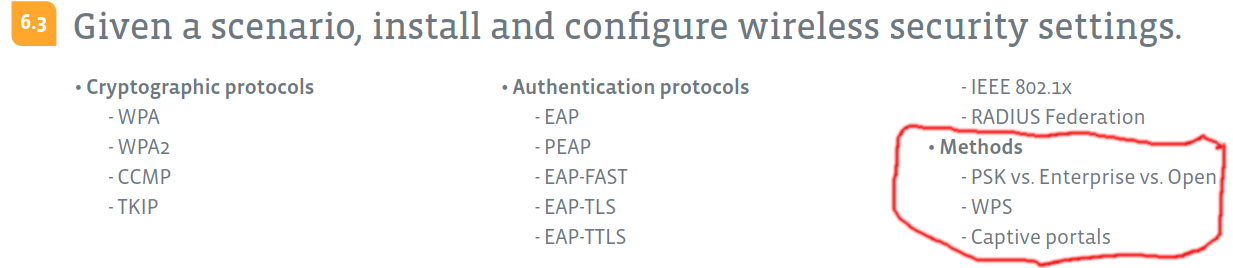 6.3 Given a scenario, install and configure wireless security settings.
• Cryptographic protocols
- WPA
- WPA2
- CCMP
- TKIP
• Authentication protocols
- EAP
- PEAP
- EAP-FAST
- EAP-TLS
- EAP-TTLS
- IEEE 802.1x
- RADIUS Federation
• Methods
- PSK vs. Enterprise vs. Open
- WPS
- Captive portals